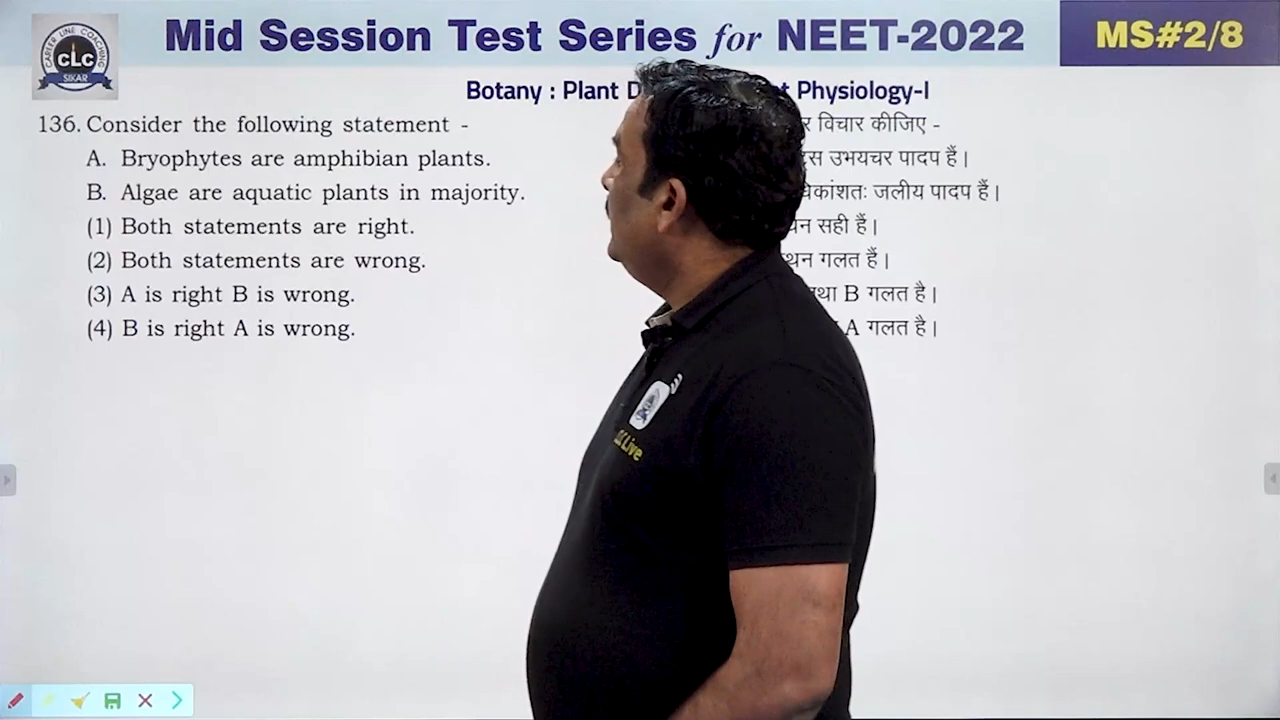 CAREER LINE COACHING
CLC
SIKAR
Mid Session Test Series for NEET-2022
MS#2/8
Botany : Plant Physiology-I
136. Consider the following statement -
विचार कीजिए -
A. Bryophytes are amphibian plants.
उभयचर पादप हैं।
B. Algae are aquatic plants in majority.
जलीय पादप हैं।
(1) Both statements are right.
सही हैं।
(2) Both statements are wrong.
गलत हैं।
(3) A is right B is wrong.
B गलत है।
(4) B is right A is wrong.
A गलत है।
Live